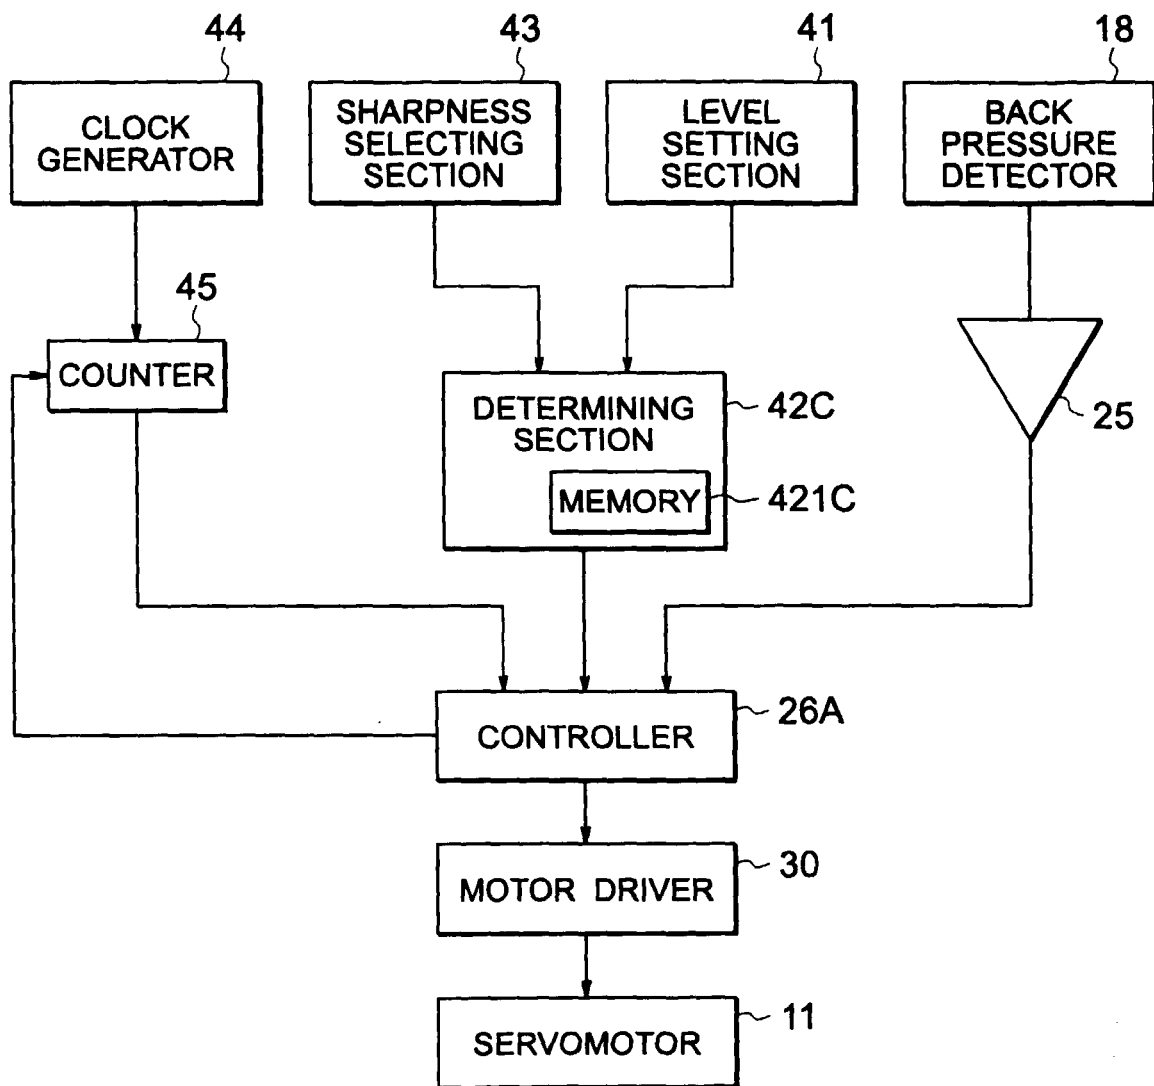 44
43
41
18
CLOCK
GENERATOR
SHARPNESS
SELECTING
SECTION
LEVEL
SETTING
SECTION
BACK
PRESSURE
DETECTOR
45
COUNTER
DETERMINING
SECTION
42C
MEMORY
421C
25
CONTROLLER
26A
MOTOR DRIVER
30
SERVOMOTOR
11